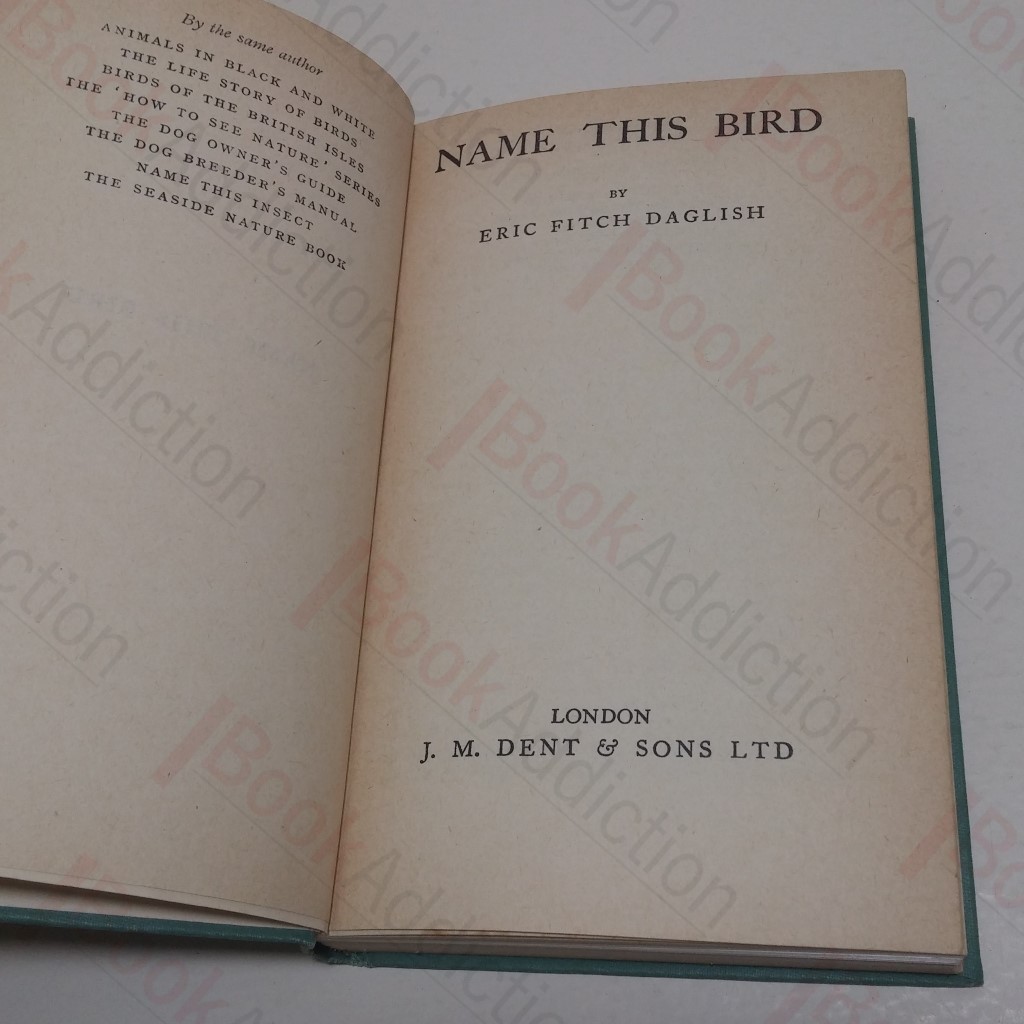 By the same author
ANIMALS IN BLACK AND WHITE
THE LIFE STORY OF BIRDS
BIRDS OF THE BRITISH ISLES
THE 'HOW TO SEE NATURE' SERIES
THE DOG OWNER'S GUIDE
THE DOG BREEDER'S MANUAL
NAME THIS INSECT
THE SEASIDE NATURE BOOK
NAME THIS BIRD
BY
ERIC FITCH DAGLISH
LONDON
J. M. DENT & SONS LTD
BookAddiction